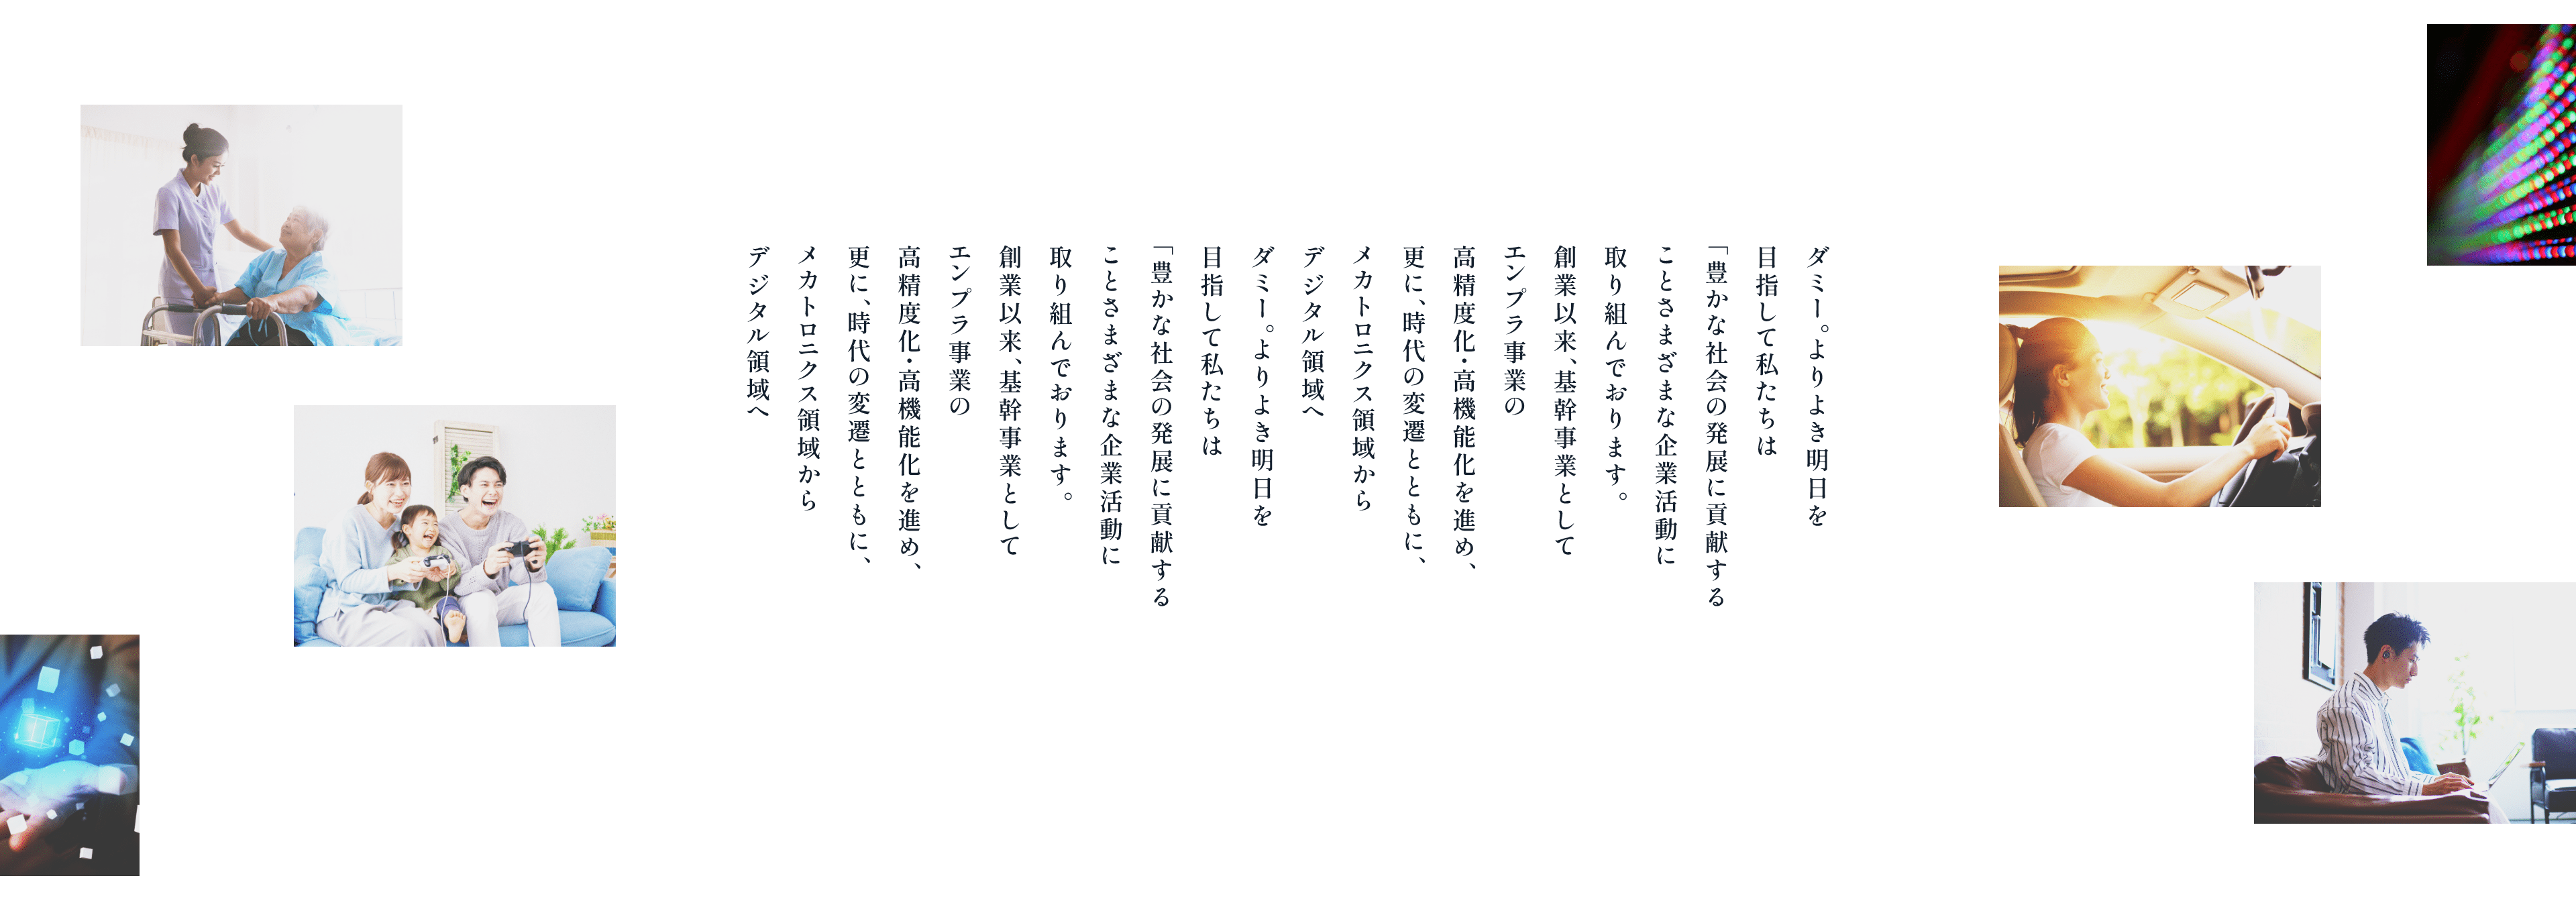 ダミー。よりよき明日を
目指して私たちは
「豊かな社会の発展に貢献する
ことさまざまな企業活動に
取り組んでおります。
創業以来、基幹事業として
エンプラ事業の
高精度化・高機能化を進め、
更に、時代の変遷とともに、
メカトロニクス領域から
デジタル領域へ
ダミー。よりよき明日を
目指して私たちは
「豊かな社会の発展に貢献する
ことさまざまな企業活動に
取り組んでおります。
創業以来、基幹事業として
エンプラ事業の
高精度化・高機能化を進め、
更に、時代の変遷とともに、
メカトロニクス領域から
デジタル領域へ